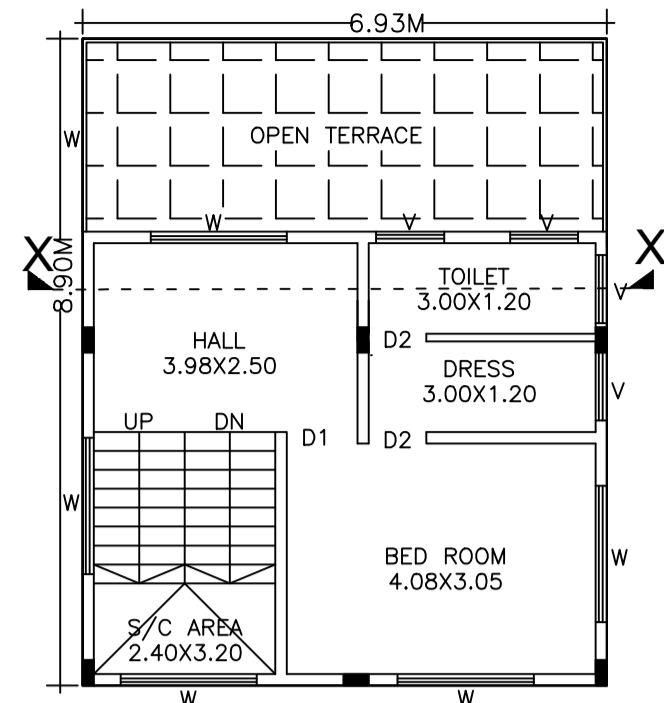 6.93M
W
OPEN TERRACE
W
V
V
X
X
8.90M
TOILET
3.00X1.20
V
HALL
3.98X2.50
D2
DRESS
3.00X1.20
V
UP
DN
D1
D2
W
BED ROOM
4.08X3.05
W
S/C AREA
2.40X3.20
W
W